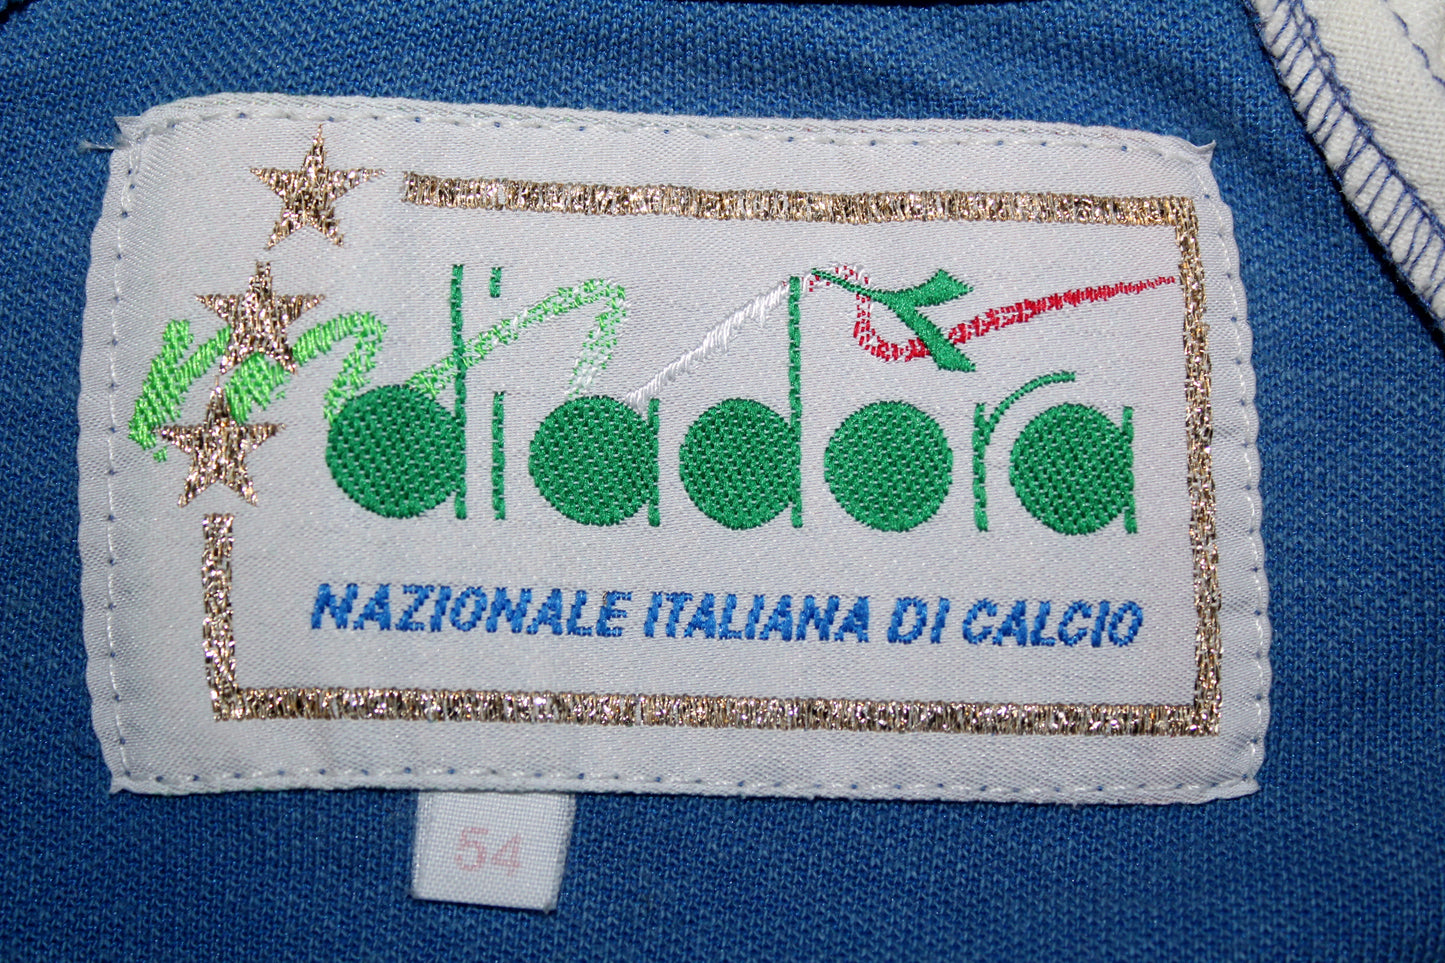 diadora
NAZIONALE ITALIANA DI CALCIO
54